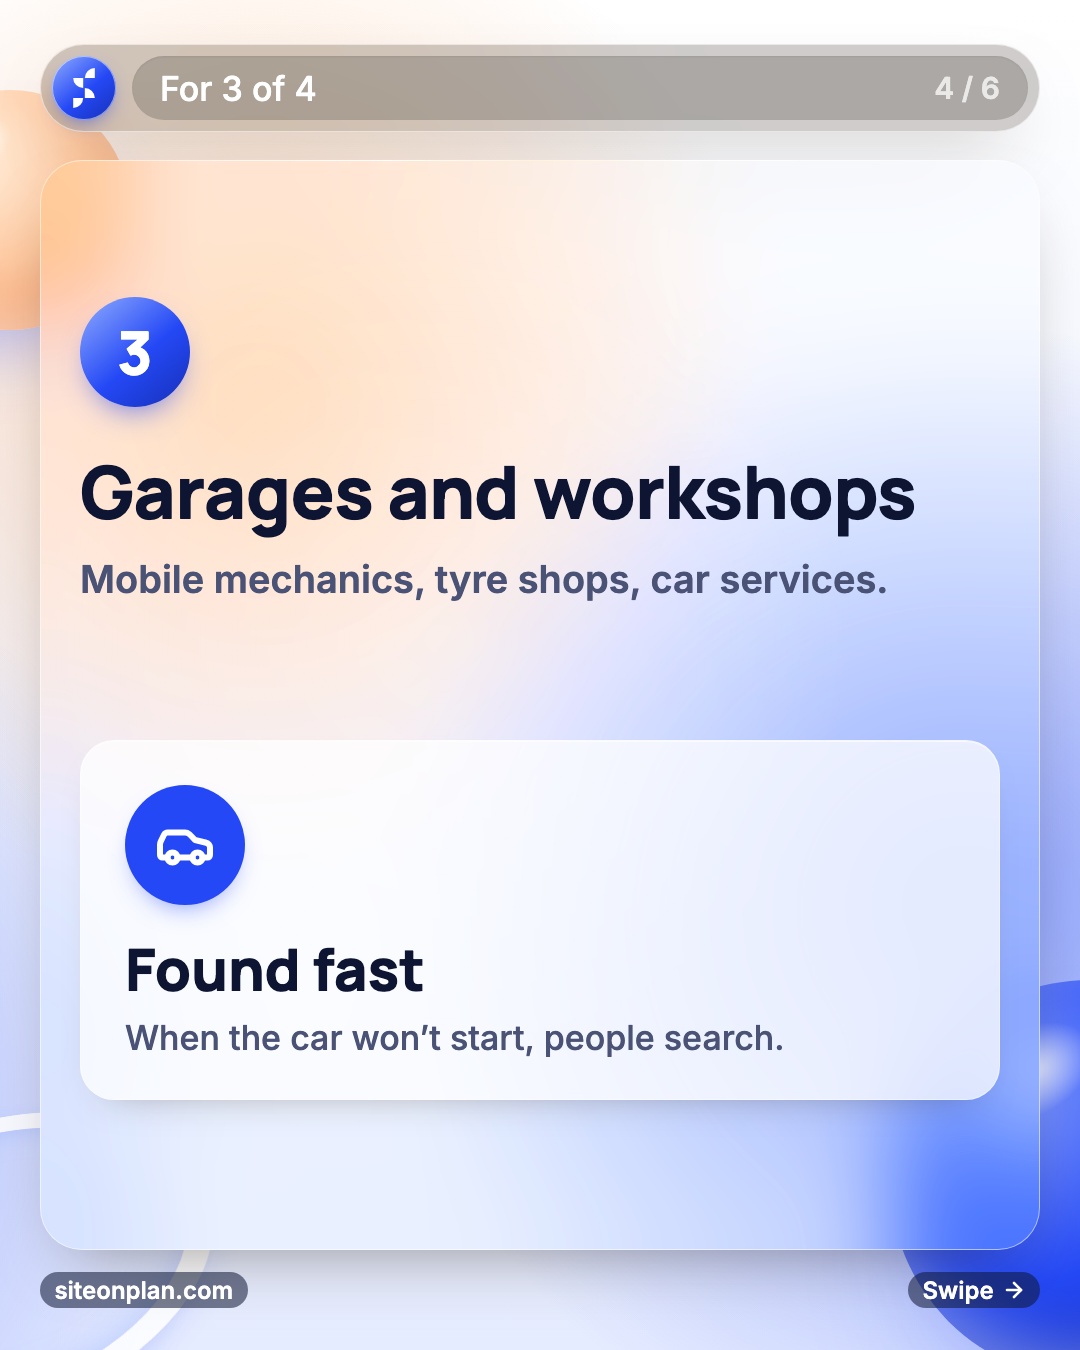 For 3 of 4
4 / 6
3
Garages and workshops
Mobile mechanics, tyre shops, car services.
Found fast
When the car won’t start, people search.
siteonplan.com
Swipe →